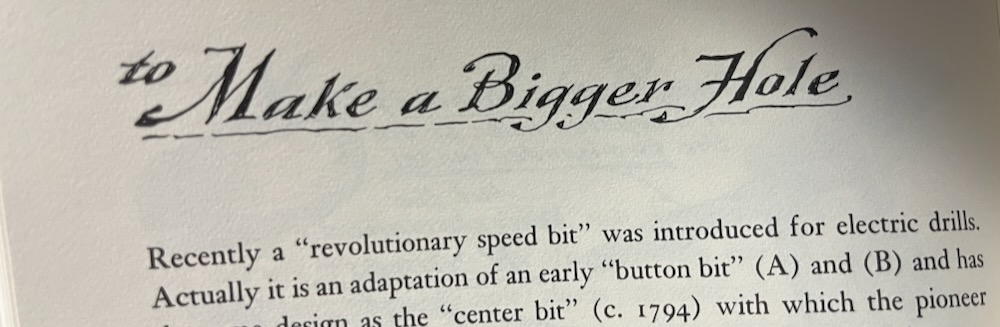 to Make a Bigger Hole
Recently a “revolutionary speed bit” was introduced for electric drills.
Actually it is an adaptation of an early “button bit” (A) and (B) and has
design as the “center bit” (c. 1794) with which the pioneer